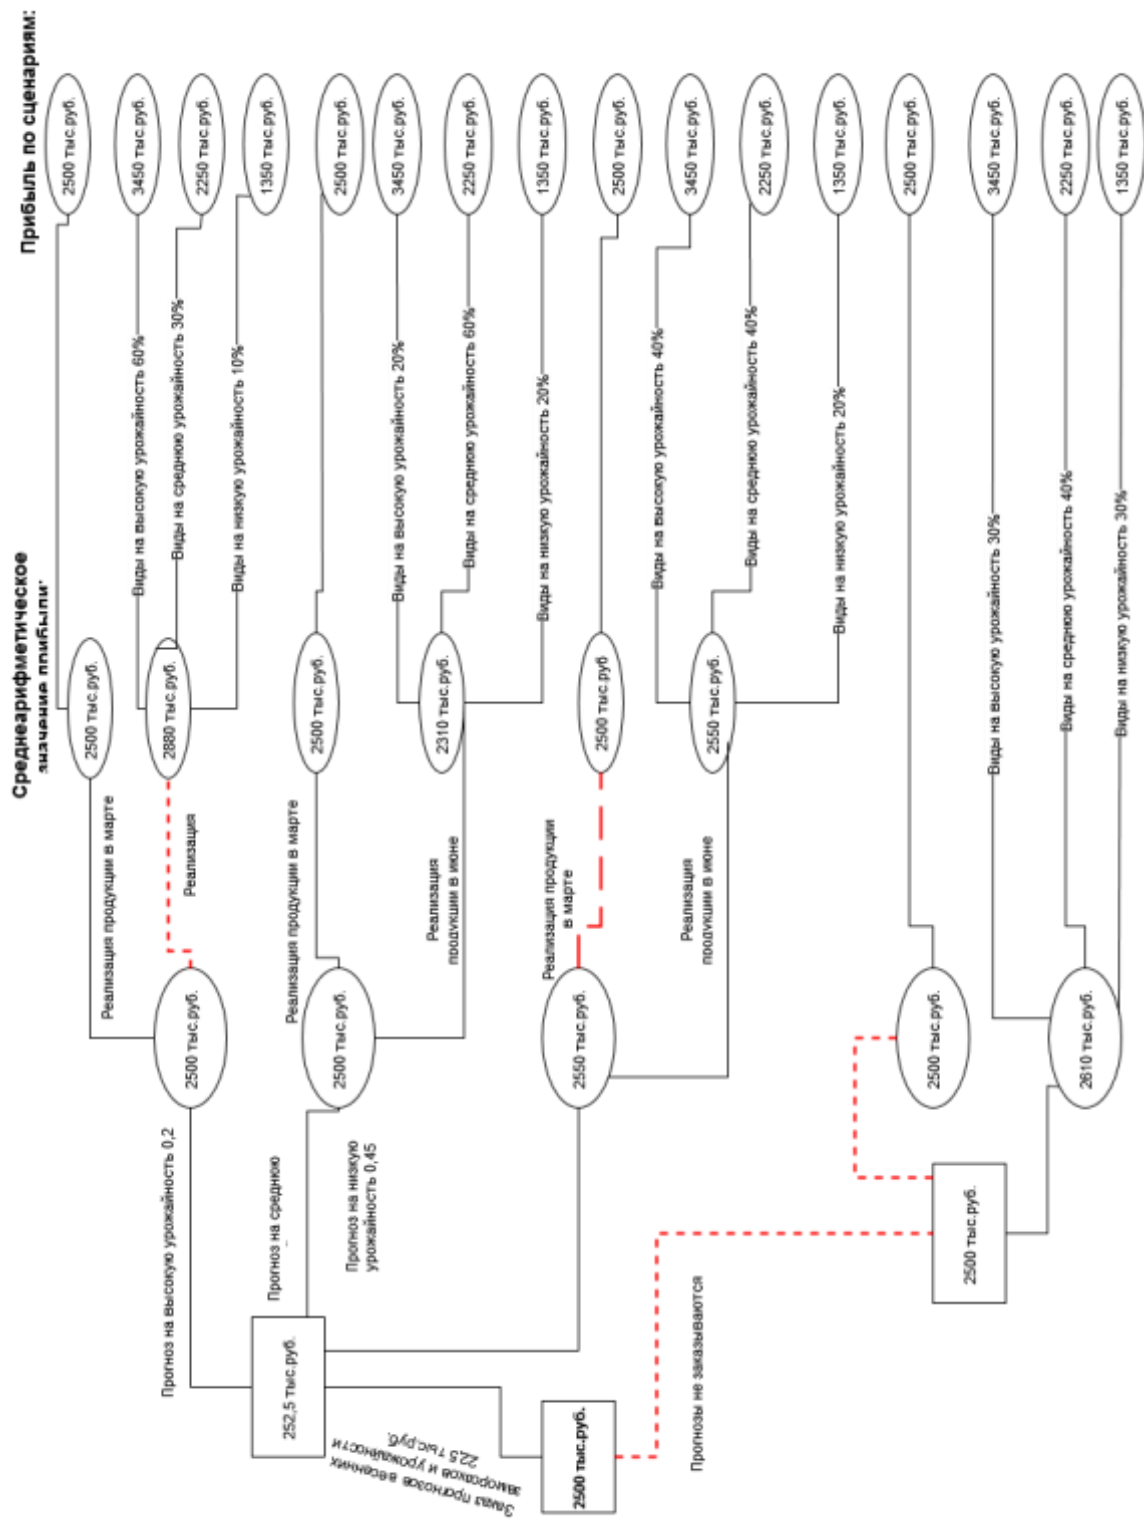 Прибыль по сценариям:
Среднеарифметическое
значение прибыли:
2500 тыс.руб.
3450 тыс.руб.
2250 тыс.руб.
1350 тыс.руб.
2500 тыс.руб.
3450 тыс.руб.
2250 тыс.руб.
1350 тыс.руб.
2500 тыс.руб.
3450 тыс.руб.
2250 тыс.руб.
1350 тыс.руб.
2500 тыс.руб.
3450 тыс.руб.
2250 тыс.руб.
1350 тыс.руб.
Виды на высокую урожайность 60%
Виды на среднюю урожайность 30%
Виды на низкую урожайность 10%
Виды на высокую урожайность 20%
Виды на среднюю урожайность 60%
Виды на низкую урожайность 20%
Виды на высокую урожайность 40%
Виды на среднюю урожайность 40%
Виды на низкую урожайность 20%
Виды на высокую урожайность 30%
Виды на среднюю урожайность 40%
Виды на низкую урожайность 30%
2500 тыс.руб.
2880 тыс.руб.
2500 тыс.руб.
2310 тыс.руб.
2500 тыс.руб.
2550 тыс.руб.
Реализация продукции в марте
Реализация
Реализация продукции в марте
Реализация
продукции в июне
Реализация продукции
в марте
Реализация
продукции в июне
2500 тыс.руб.
2500 тыс.руб.
2550 тыс.руб.
2500 тыс.руб.
2610 тыс.руб.
Прогноз на высокую урожайность 0,2
Прогноз на среднюю
Прогноз на низкую
урожайность 0,45
252,5 тыс.руб.
2500 тыс.руб.
Прогнозы не заказываются
Заказ прогнозов весенних
заморозков и урожайности
22,5 тыс.руб.
2500 тыс.руб.